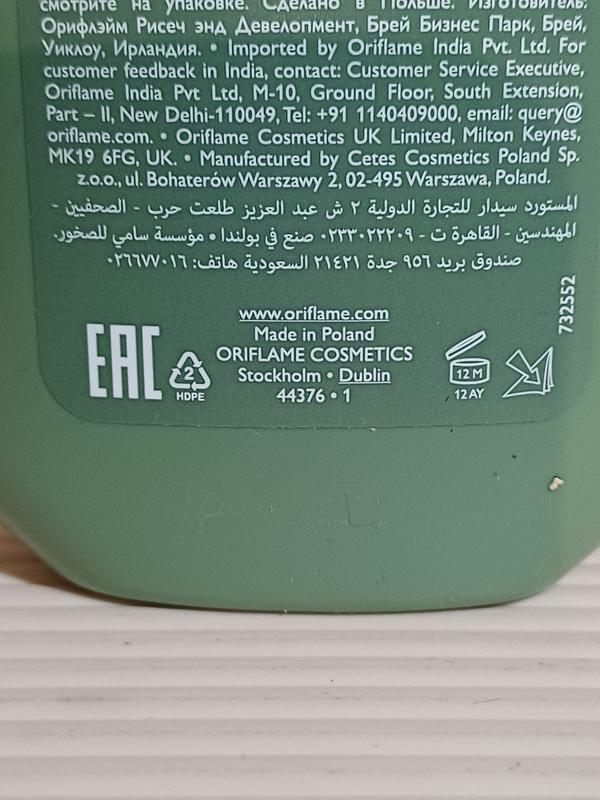 смотрите на упаковке. Сделано в Польше. Изготовитель:
Орифлэйм Рисеч энд Девелопмент, Брей Бизнес Парк, Брей,
Уиклоу, Ирландия. • Imported by Oriflame India Pvt. Ltd. For
customer feedback in India, contact: Customer Service Executive,
Oriflame India Pvt Ltd, M-10, Ground Floor, South Extension,
Part – II, New Delhi-110049, Tel: +91 1140409000, email: query@
oriflame.com. • Oriflame Cosmetics UK Limited, Milton Keynes,
MK19 6FG, UK. • Manufactured by Cetes Cosmetics Poland Sp.
z.o.o., ul. Bohaterów Warszawy 2, 02-495 Warszawa, Poland.
المستورد سيدار للتجارة الدولية ٢ ش عبد العزيز طلعت حرب - الصحفيين -
المهندسين - القاهرة ت - ٠٢٣٣٠٢٢٢٠٩ صنع في بولندا • مؤسسة سامي للصخور.
صندوق بريد ٩٥٦ جدة ٢١٤٢١ السعودية هاتف: ٠٢٦٦٧٧٠١٦
732552
www.oriflame.com
Made in Poland
ORIFLAME COSMETICS
Stockholm • Dublin
44376 • 1
EAC
2
HDPE
12 M
12 AY